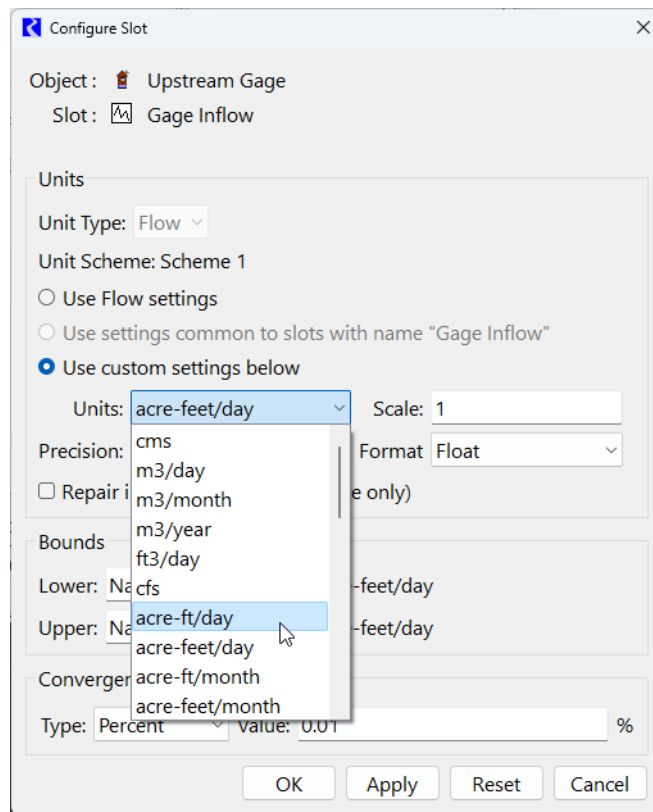 Configure Slot
Object: Upstream Gage
Slot: Gage Inflow
Units
Unit Type: Flow
Unit Scheme: Scheme 1
Use Flow settings
Use settings common to slots with name "Gage Inflow"
Use custom settings below
Units: acre-feet/day Scale: 1
cms
Precision: Format Float
m3/day
Repair i e only)
m3/month
m3/year
Bounds
ft3/day
Lower: Na -feet/day
cfs
acre-ft/day
Upper: Na -feet/day
acre-feet/day
Converger
acre-ft/month
acre-feet/month
Type: Percent Value: 0.01 %
OK Apply Reset Cancel